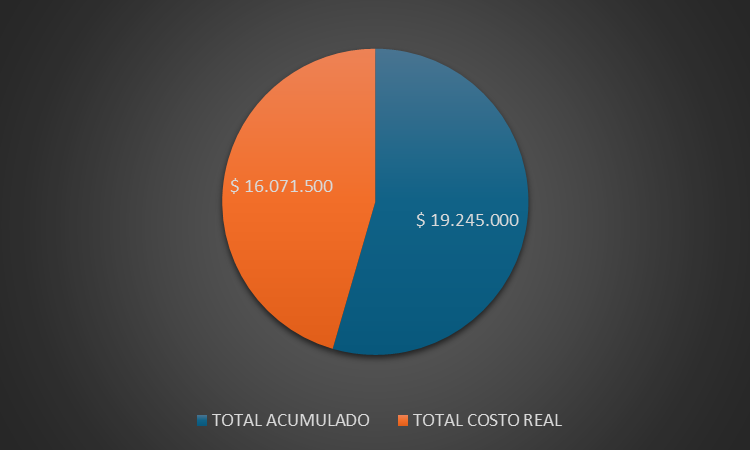 $ 16.071.500
$ 19.245.000
TOTAL ACUMULADO
TOTAL COSTO REAL